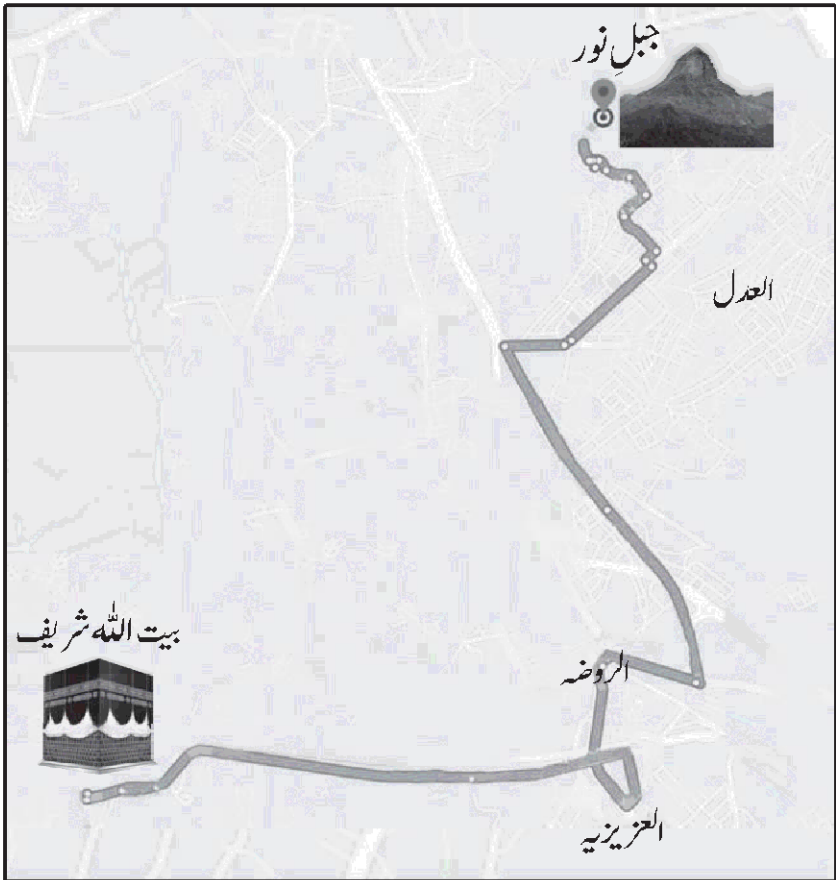 جبلِ نور
العدل
بیت اللہ شریف
الروضہ
العزیزیہ